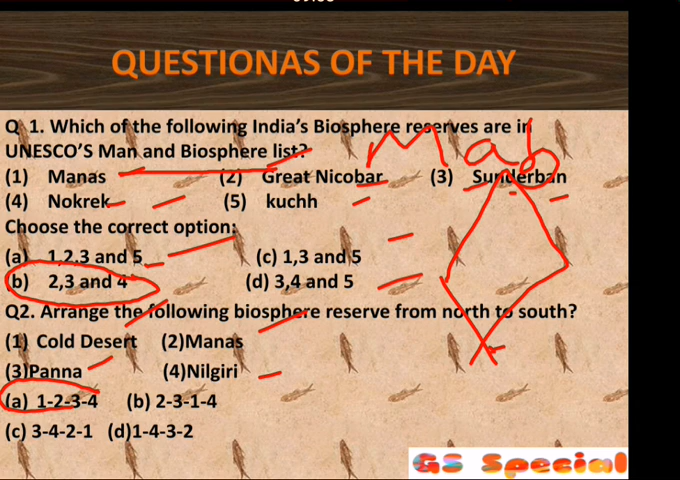 QUESTIONAS OF THE DAY
Q 1. Which of the following India's Biosphere reserves are in
UNESCO'S Man and Biosphere list?
Mab
(1) Manas (2) Great Nicobar (3) Sunderban
(4) Nokrek (5) kuchh
Choose the correct option:
(a) 1,2,3 and 5 (c) 1,3 and 5
(b) 2,3 and 4 (d) 3,4 and 5
Q2. Arrange the following biosphere reserve from north to south?
(1) Cold Desert (2)Manas
(3)Panna (4)Nilgiri
(a) 1-2-3-4 (b) 2-3-1-4
(c) 3-4-2-1 (d)1-4-3-2
GS Special